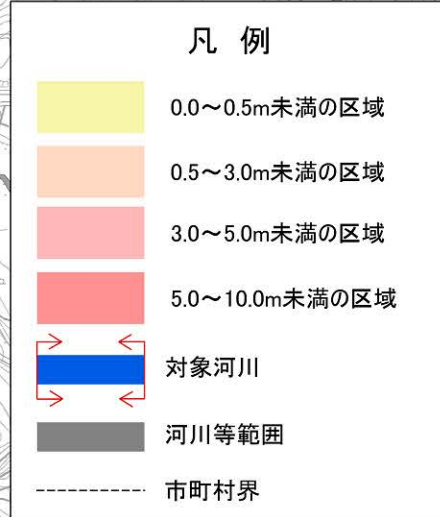 凡 例
0.0～0.5m未満の区域
0.5～3.0m未満の区域
3.0～5.0m未満の区域
5.0～10.0m未満の区域
対象河川
河川等範囲
市町村界